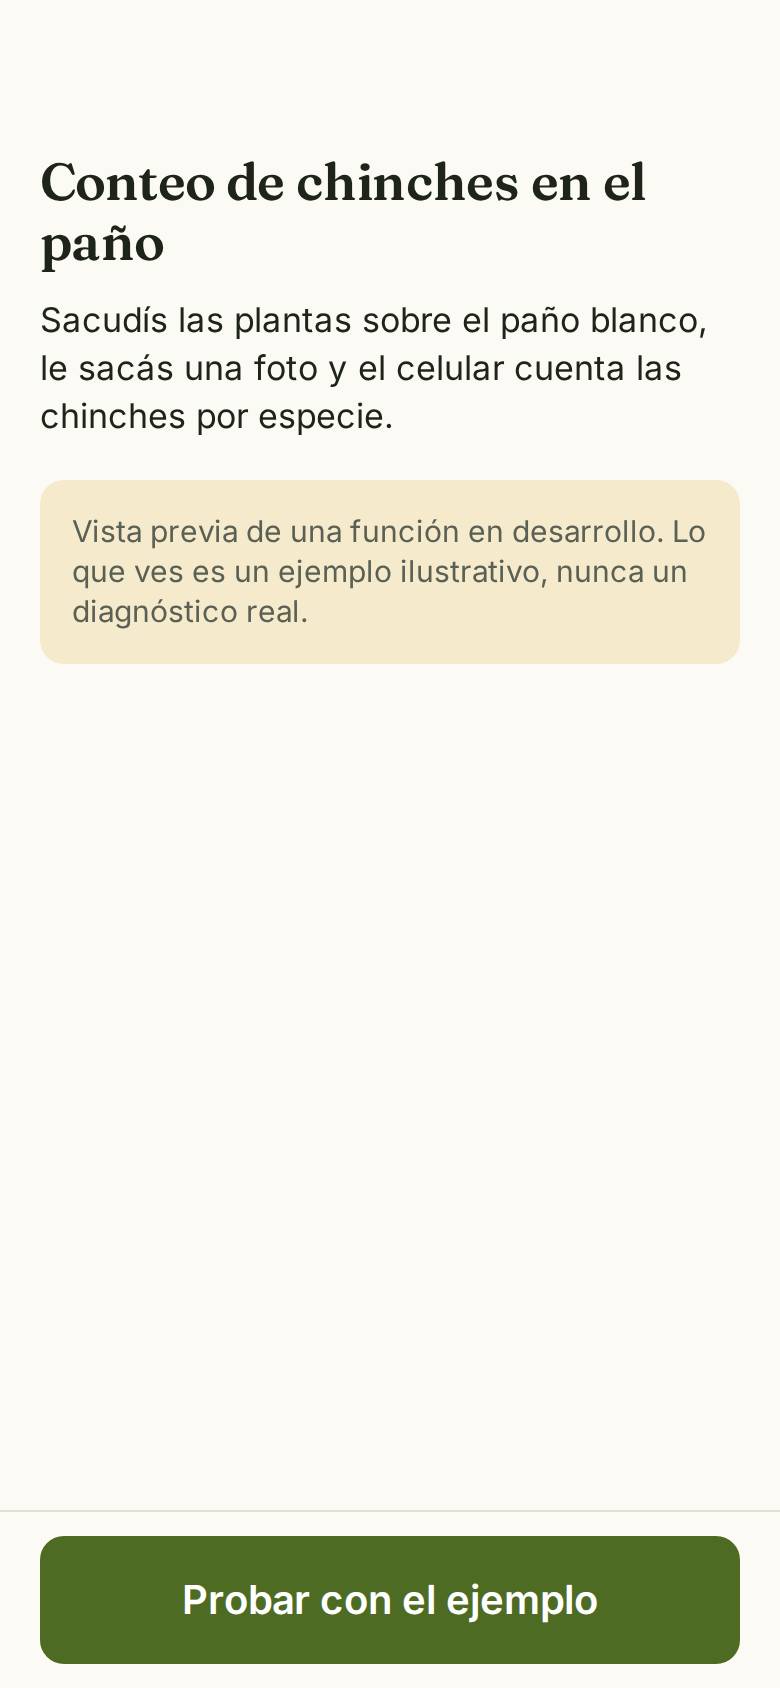 Conteo de chinches en el
paño
Sacudís las plantas sobre el paño blanco,
le sacás una foto y el celular cuenta las
chinches por especie.
Vista previa de una función en desarrollo. Lo
que ves es un ejemplo ilustrativo, nunca un
diagnóstico real.
Probar con el ejemplo